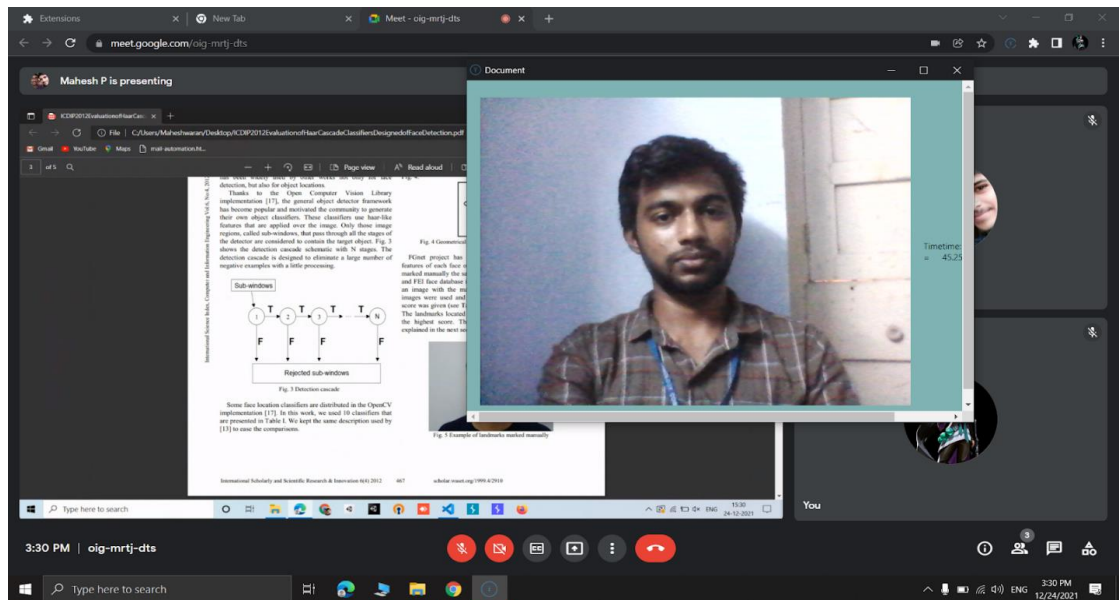 Extensions
New Tab
Meet - oig-mrtj-dts
meet.google.com/oig-mrtj-dts
Mahesh P is presenting
Document
ICDIP2012EvaluationofHaarCasc
File
C:/Users/Maheshwaran/Desktop/ICDIP2012EvaluationofHaarCascadeClassifiersDesignedofFaceDetection.pdf
Gmail
YouTube
Maps
mail-automation.ht...
3 of 5
Page view
Read aloud
detection, but also for object locations.
Thanks to the Open Computer Vision Library
implementation [17], the general object detector framework
has become popular and motivated the community to generate
their own object classifiers. These classifiers use haar-like
features that are applied over the image. Only those image
regions, called sub-windows, that pass through all the stages of
the detector are considered to contain the target object. Fig. 3
shows the detection cascade schematic with N stages. The
detection cascade is designed to eliminate a large number of
negative examples with a little processing.
Sub-windows
1 T 2 T 3 T ... T N
F F F F
Rejected sub-windows
Fig. 3 Detection cascade
Some face location classifiers are distributed in the OpenCV
implementation [17]. In this work, we used 10 classifiers that
are presented in Table I. We kept the same description used by
[13] to ease the comparisons.
Fig. 4 Geometrical
FGnet project has
features of each face
marked manually the
and FEI face database
an image with the
images were used and
score was given (see
The landmarks located
the highest score. Th
explained in the next
Fig. 5 Example of landmarks marked manually
International Scholarly and Scientific Research & Innovation 6(4) 2012
667
scholar.waset.org/1999.4/2910
Timetime:
= 45.25
Type here to search
ENG
15:30
24-12-2021
You
3:30 PM | oig-mrtj-dts
3
Type here to search
ENG
3:30 PM
12/24/2021